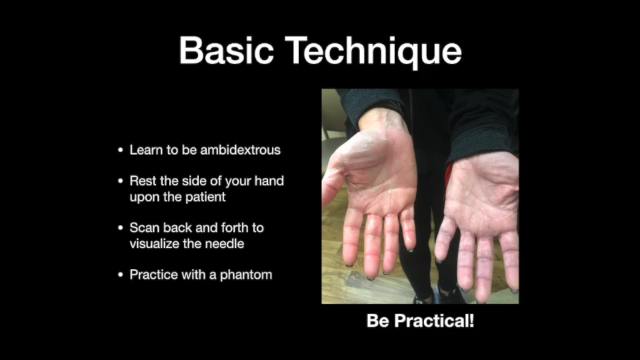 Basic Technique
• Learn to be ambidextrous
• Rest the side of your hand
upon the patient
• Scan back and forth to
visualize the needle
• Practice with a phantom
Be Practical!